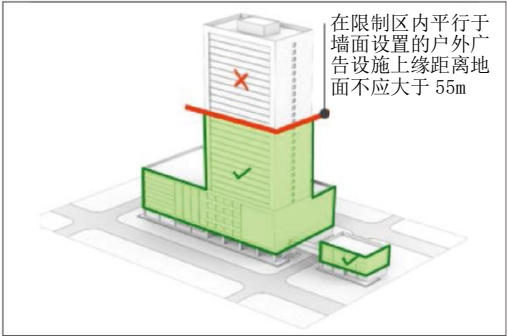 在限制区内平行于
墙面设置的户外广
告设施上缘距离地
面不应大于 55m